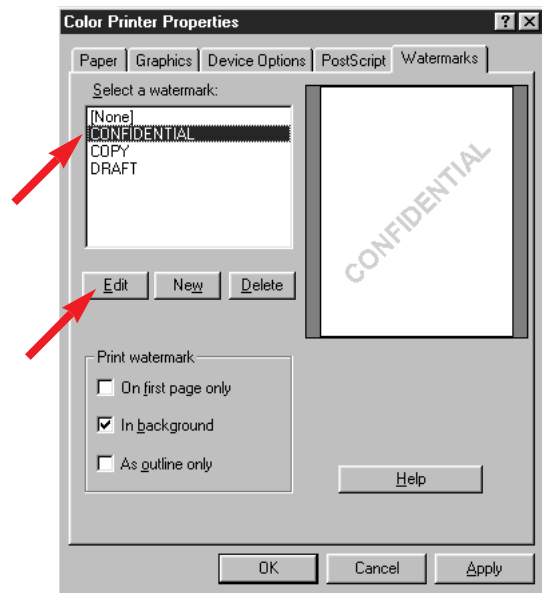 Color Printer Properties
Paper Graphics Device Options PostScript Watermarks
Select a watermark:
[None]
CONFIDENTIAL
COPY
DRAFT
CONFIDENTIAL
Edit New Delete
Print watermark
On first page only
In background
As outline only
Help
OK Cancel Apply